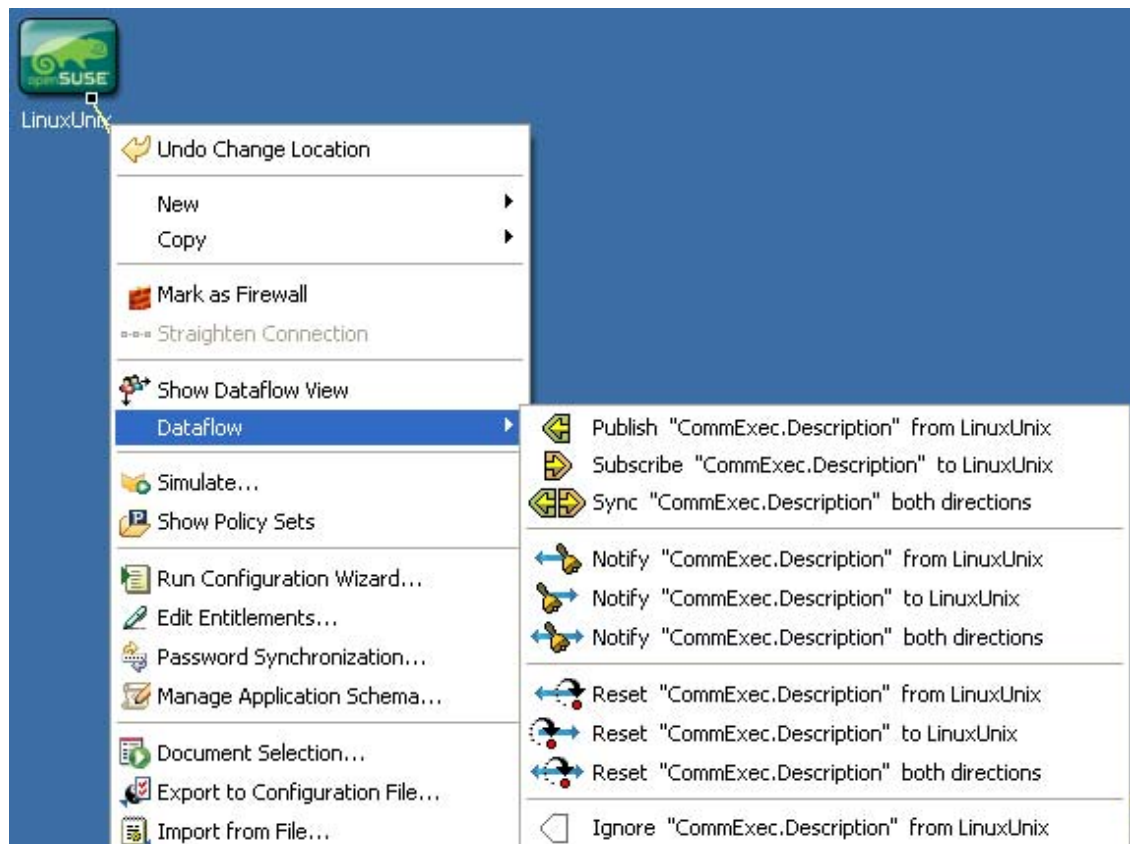 openSUSE
LinuxUnix
Undo Change Location
New
Copy
Mark as Firewall
Straighten Connection
Show Dataflow View
Dataflow
Simulate...
Show Policy Sets
Run Configuration Wizard...
Edit Entitlements...
Password Synchronization...
Manage Application Schema...
Document Selection...
Export to Configuration File...
Import from File...
Publish "CommExec.Description" from LinuxUnix
Subscribe "CommExec.Description" to LinuxUnix
Sync "CommExec.Description" both directions
Notify "CommExec.Description" from LinuxUnix
Notify "CommExec.Description" to LinuxUnix
Notify "CommExec.Description" both directions
Reset "CommExec.Description" from LinuxUnix
Reset "CommExec.Description" to LinuxUnix
Reset "CommExec.Description" both directions
Ignore "CommExec.Description" from LinuxUnix